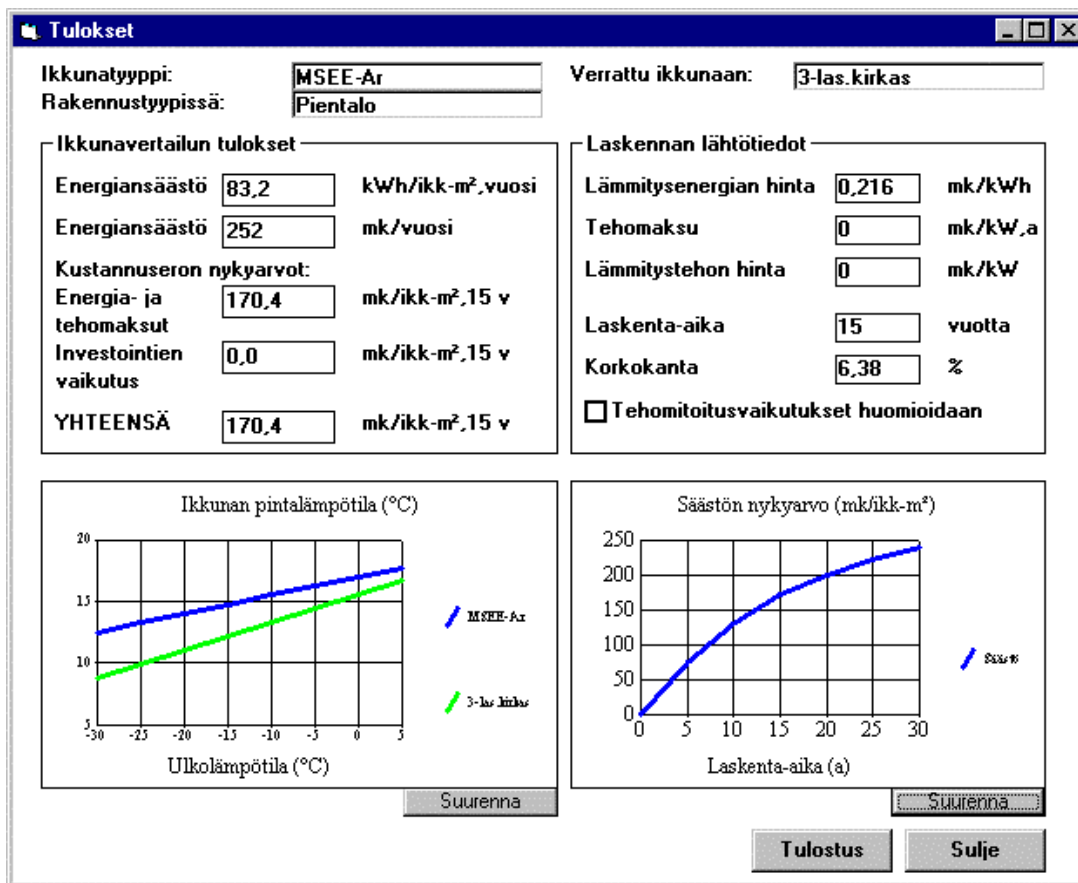 Tulokset
Ikkunatyyppi: MSEE-Ar Verrattu ikkunaan: 3-las.kirkas
Rakennustyypissä: Pientalo
Ikkunavertailun tulokset
Energiansäästö 83,2 kWh/ikk-m²,vuosi
Energiansäästö 252 mk/vuosi
Kustannuseron nykyarvot:
Energia- ja tehomaksut 170,4 mk/ikk-m²,15 v
Investointien vaikutus 0,0 mk/ikk-m²,15 v
YHTEENSÄ 170,4 mk/ikk-m²,15 v
Laskennan lähtötiedot
Lämmitysenergian hinta 0,216 mk/kWh
Tehomaksu 0 mk/kW,a
Lämmitystehon hinta 0 mk/kW
Laskenta-aika 15 vuotta
Korkokanta 6,38 %
Tehomitoitusvaikutukset huomioidaan
Ikkunan pintalämpötila (°C)
20
15
10
5
-30 -25 -20 -15 -10 -5 0 5
Ulkolämpötila (°C)
MSEE-Ar
3-las.kirkas
Suurenna
Säästön nykyarvo (mk/ikk-m²)
250
200
150
100
50
0
0 5 10 15 20 25 30
Laskenta-aika (a)
Säästö
Suurenna
Tulostus Sulje